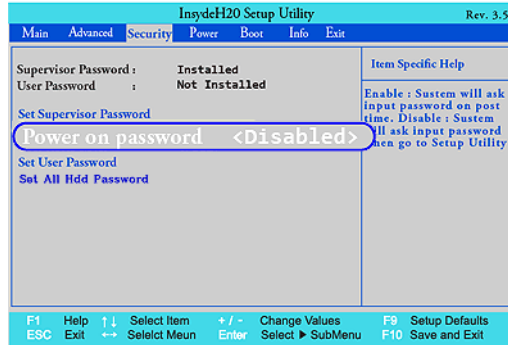 InsydeH20 Setup Utility
Rev. 3.5
Main Advanced Security Power Boot Info Exit
Supervisor Password : Installed
User Password : Not Installed
Set Supervisor Password
Power on password <Disabled>
Set User Password
Set All Hdd Password
Item Specific Help
Enable : Sustem will ask
input password on post
time. Disable : Sustem
will ask input password
when go to Setup Utility
F1 Help ↑↓ Select Item +/- Change Values F9 Setup Defaults
ESC Exit ↔ Selelct Meun Enter Select ▶ SubMenu F10 Save and Exit